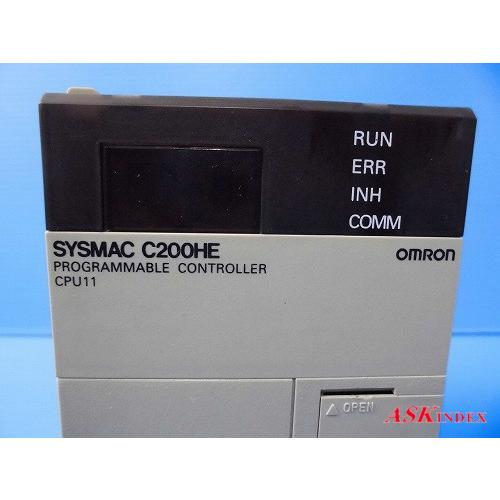 RUN
ERR
INH
COMM
SYSMAC C200HE
OMRON
PROGRAMMABLE CONTROLLER
CPU11
△ OPEN
ASKINDEX